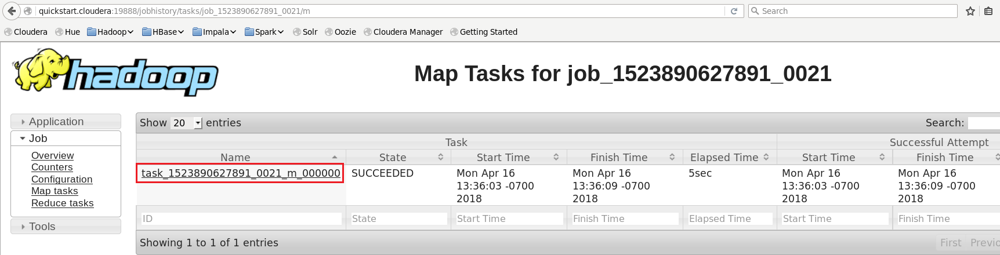 quickstart.cloudera:19888/jobhistory/tasks/job_1523890627891_0021/m
Search
Cloudera Hue Hadoop HBase Impala Spark Solr Oozie Cloudera Manager Getting Started
hadoop
Map Tasks for job_1523890627891_0021
Application
Job
Overview
Counters
Configuration
Map tasks
Reduce tasks
Tools
Show 20 entries
Search:
Task Successful Attempt
Name State Start Time Finish Time Elapsed Time Start Time Finish Time
task_1523890627891_0021_m_000000 SUCCEEDED Mon Apr 16 Mon Apr 16 5sec Mon Apr 16 Mon Apr 16
13:36:03 -0700 13:36:09 -0700 13:36:03 -0700 13:36:09 -0700
2018 2018 2018 2018
ID State Start Time Finish Time Elapsed Time Start Time Finish Time
Showing 1 to 1 of 1 entries
First Previo